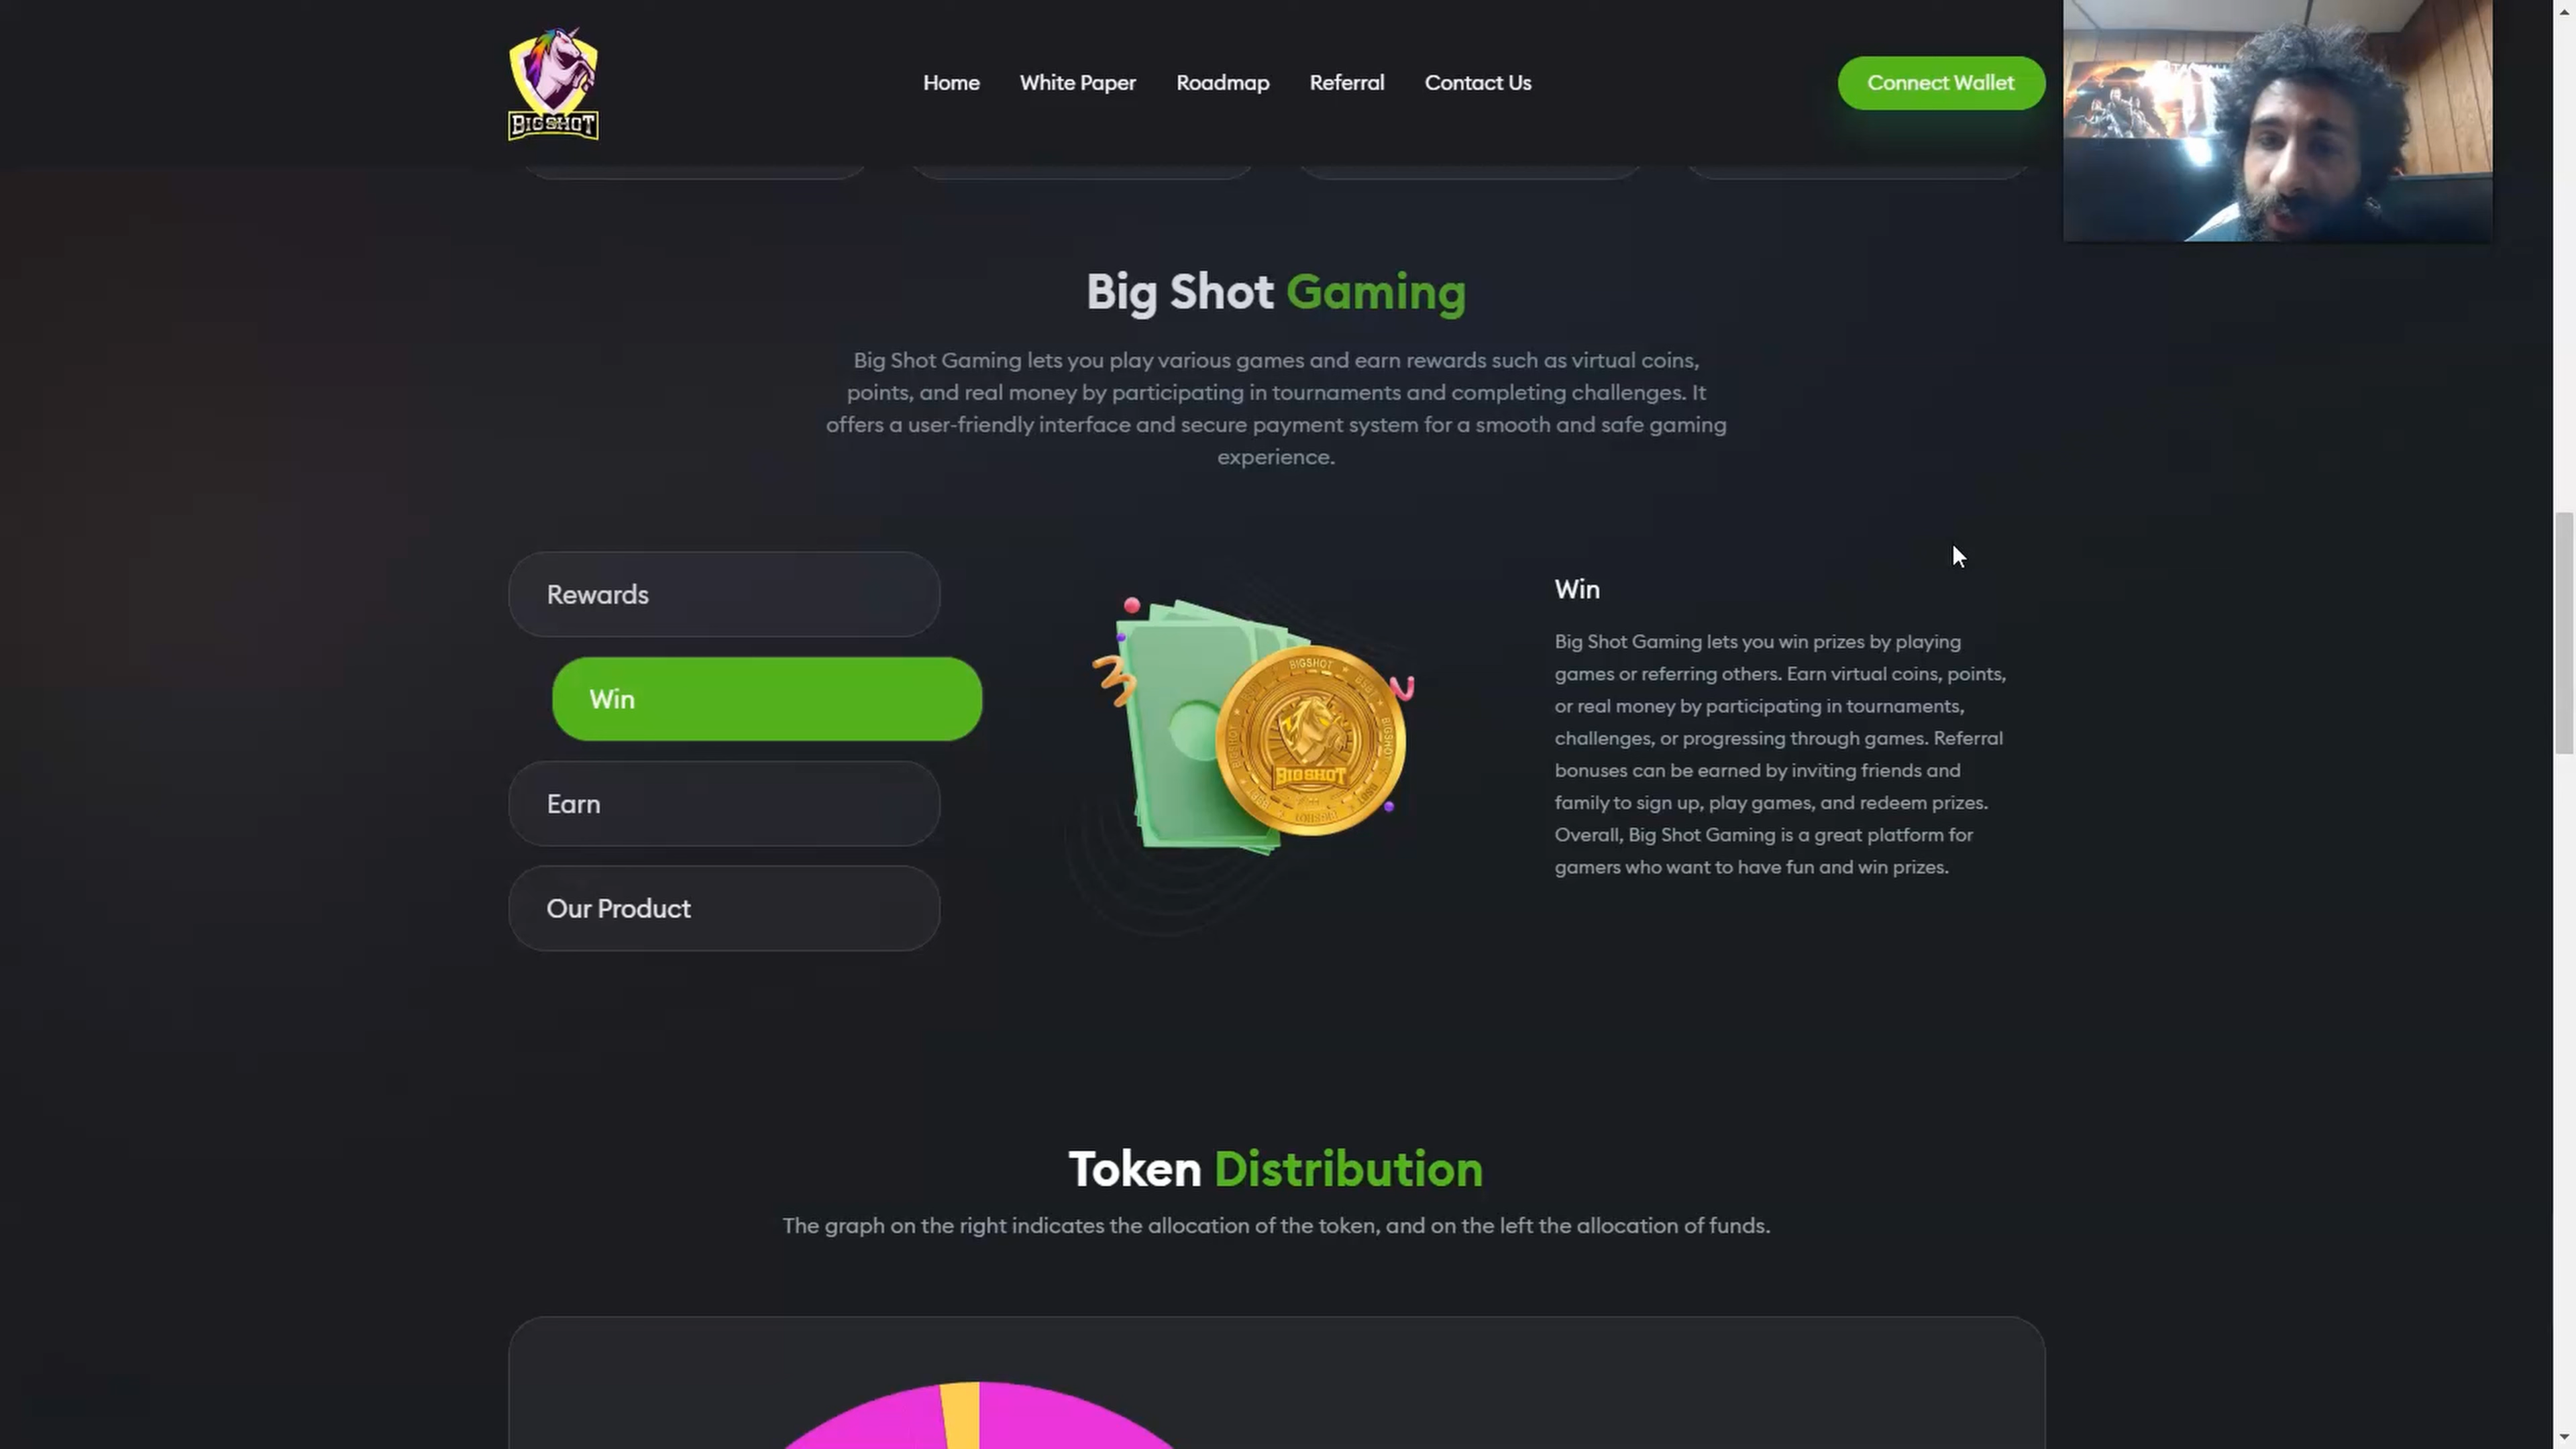 BIGSHOT
Home
White Paper
Roadmap
Referral
Contact Us
Connect Wallet
Big Shot Gaming
Big Shot Gaming lets you play various games and earn rewards such as virtual coins,
points, and real money by participating in tournaments and completing challenges. It
offers a user-friendly interface and secure payment system for a smooth and safe gaming
experience.
Rewards
Win
Earn
Our Product
BIGSHOT
BIGSHOT
BIGSHOT
Win
Big Shot Gaming lets you win prizes by playing
games or referring others. Earn virtual coins, points,
or real money by participating in tournaments,
challenges, or progressing through games. Referral
bonuses can be earned by inviting friends and
family to sign up, play games, and redeem prizes.
Overall, Big Shot Gaming is a great platform for
gamers who want to have fun and win prizes.
Token Distribution
The graph on the right indicates the allocation of the token, and on the left the allocation of funds.